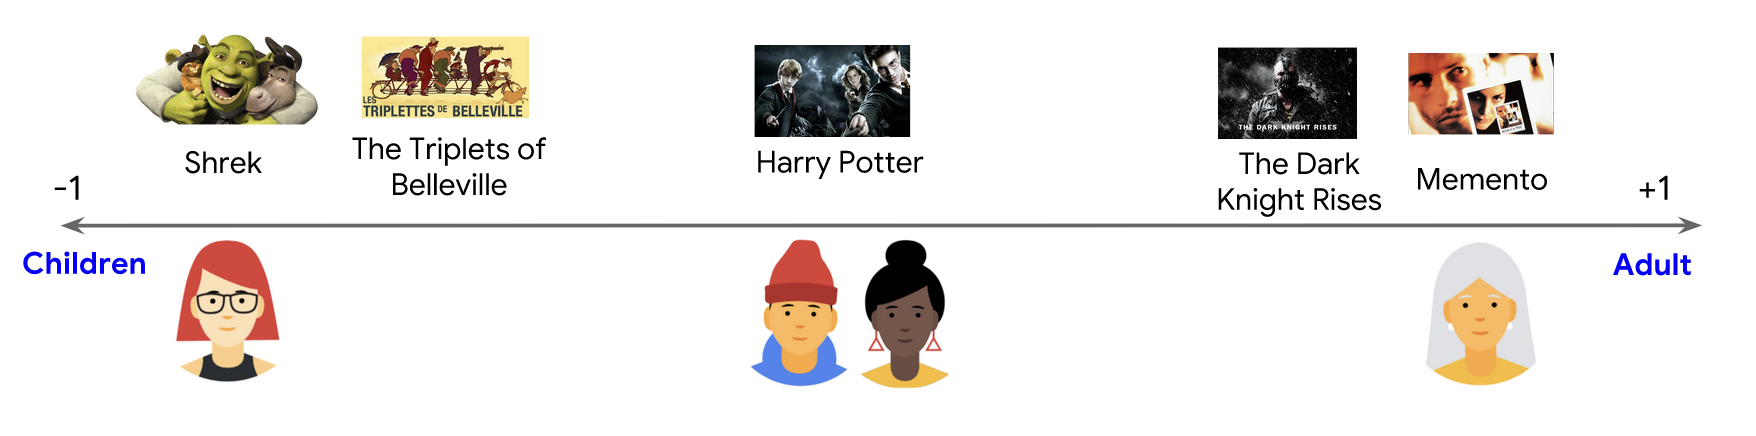 LES
TRIPLETTES DE BELLEVILLE
THE DARK KNIGHT RISES
Shrek
The Triplets of
Belleville
Harry Potter
The Dark
Knight Rises
Memento
-1
+1
Children
Adult